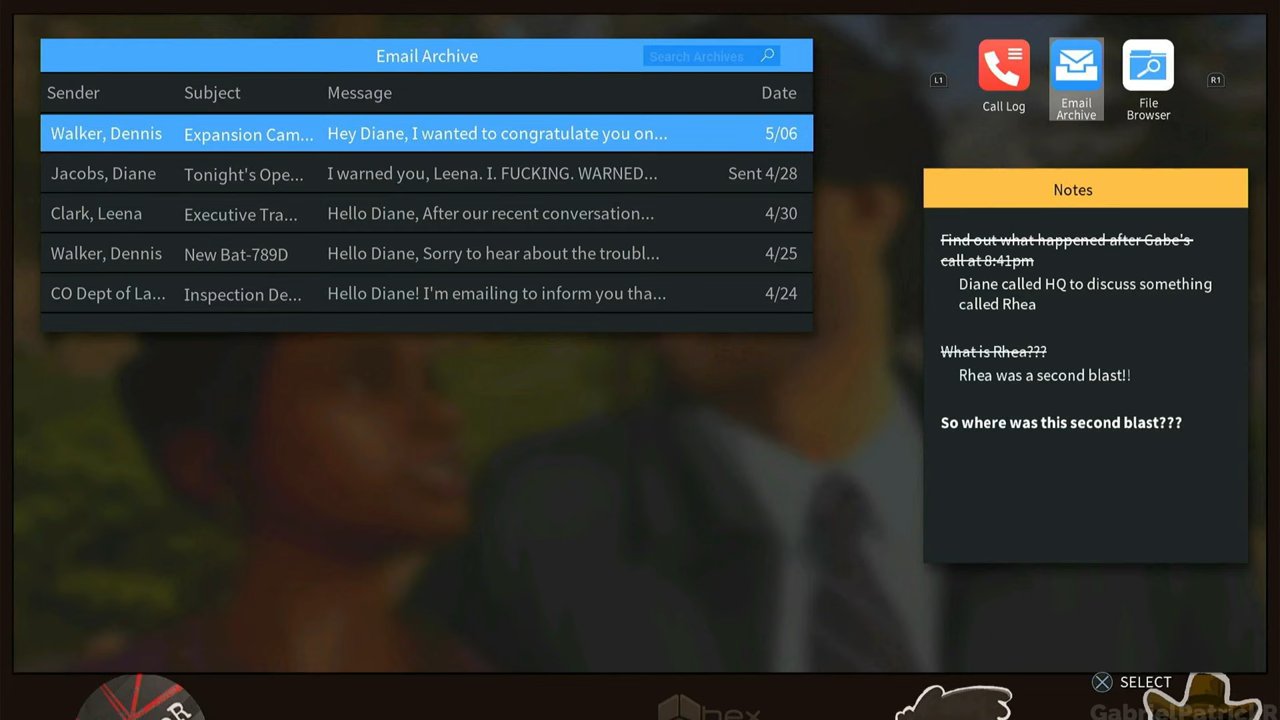 Email Archive
Search Archives
Sender Subject Message Date
Walker, Dennis Expansion Cam... Hey Diane, I wanted to congratulate you on... 5/06
Jacobs, Diane Tonight's Ope... I warned you, Leena. I. FUCKING. WARNED... Sent 4/28
Clark, Leena Executive Tra... Hello Diane, After our recent conversation... 4/30
Walker, Dennis New Bat-789D Hello Diane, Sorry to hear about the troubl... 4/25
CO Dept of La... Inspection De... Hello Diane! I'm emailing to inform you tha... 4/24
L1
Call Log
Email
Archive
File
Browser
R1
Notes
Find out what happened after Gabe's
call at 8:41pm
Diane called HQ to discuss something
called Rhea
What is Rhea???
Rhea was a second blast!!
So where was this second blast???
SELECT
hex